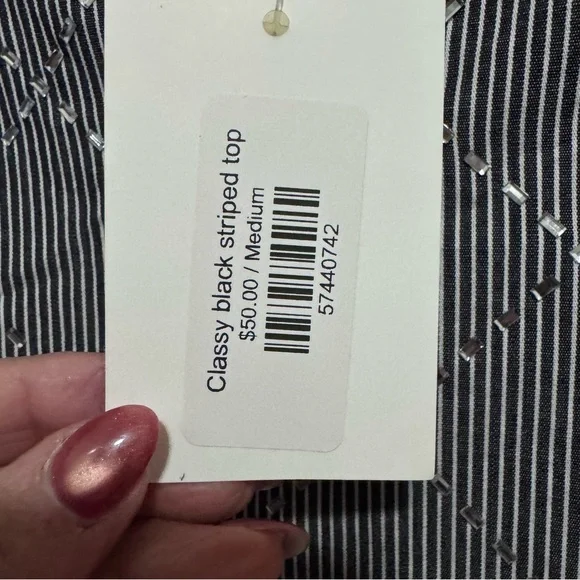 Classy black striped top
$50.00 / Medium
57440742